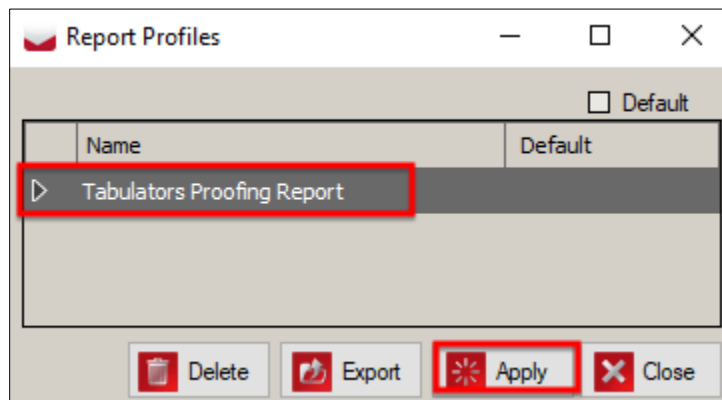 Report Profiles
Default
Name Default
Tabulators Proofing Report
Delete Export Apply Close